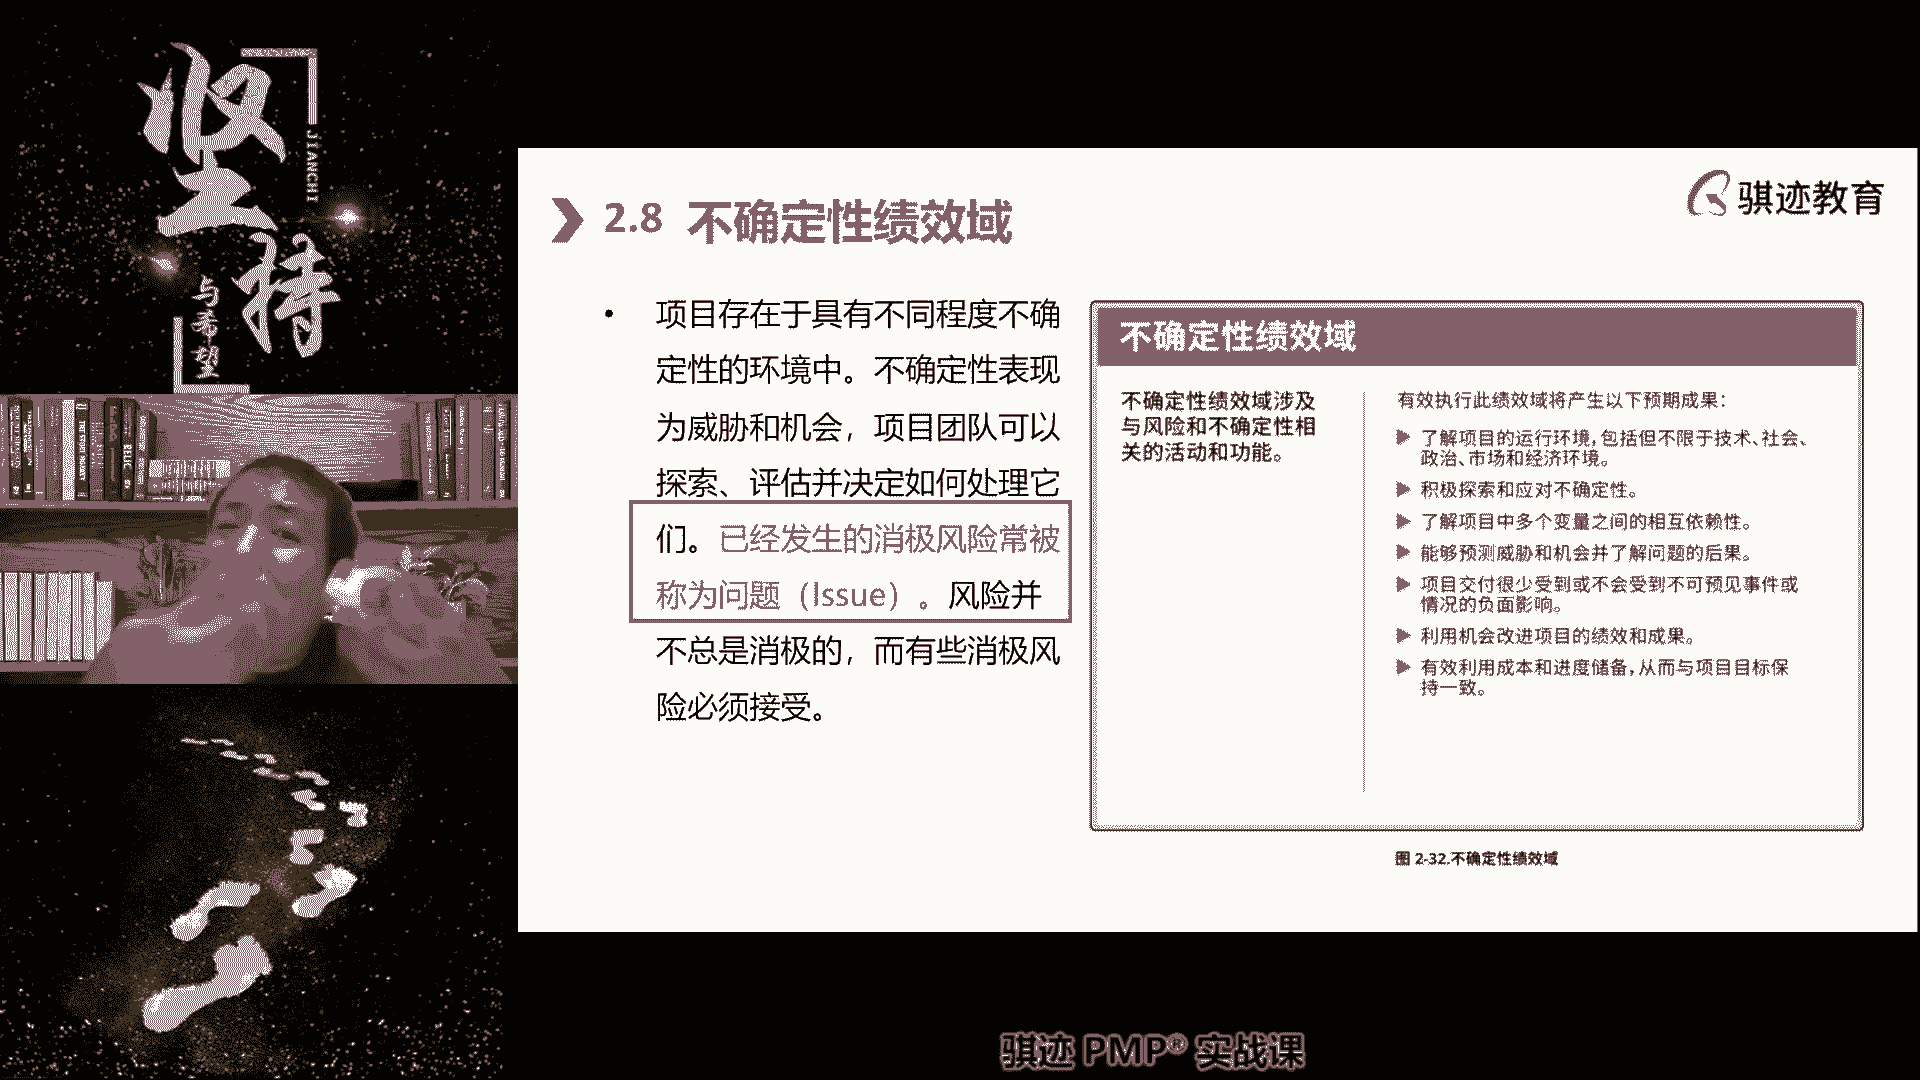 坚持
JIANCHI
与希望
骐迹教育
2.8 不确定性绩效域
• 项目存在于具有不同程度不确
定性的环境中。不确定性表现
为威胁和机会，项目团队可以
探索、评估并决定如何处理它
们。已经发生的消极风险常被
称为问题（Issue）。风险并
不总是消极的，而有些消极风
险必须接受。
不确定性绩效域
不确定性绩效域涉及
与风险和不确定性相
关的活动和功能。
有效执行此绩效域将产生以下预期成果：
▶ 了解项目的运行环境，包括但不限于技术、社会、
政治、市场和经济环境。
▶ 积极探索和应对不确定性。
▶ 了解项目中多个变量之间的相互依赖性。
▶ 能够预测威胁和机会并了解问题的后果。
▶ 项目交付很少受到或不会受到不可预见事件或
情况的负面影响。
▶ 利用机会改进项目的绩效和成果。
▶ 有效利用成本和进度储备，从而与项目目标保
持一致。
图 2-32.不确定性绩效域
骐迹 PMP® 实战课